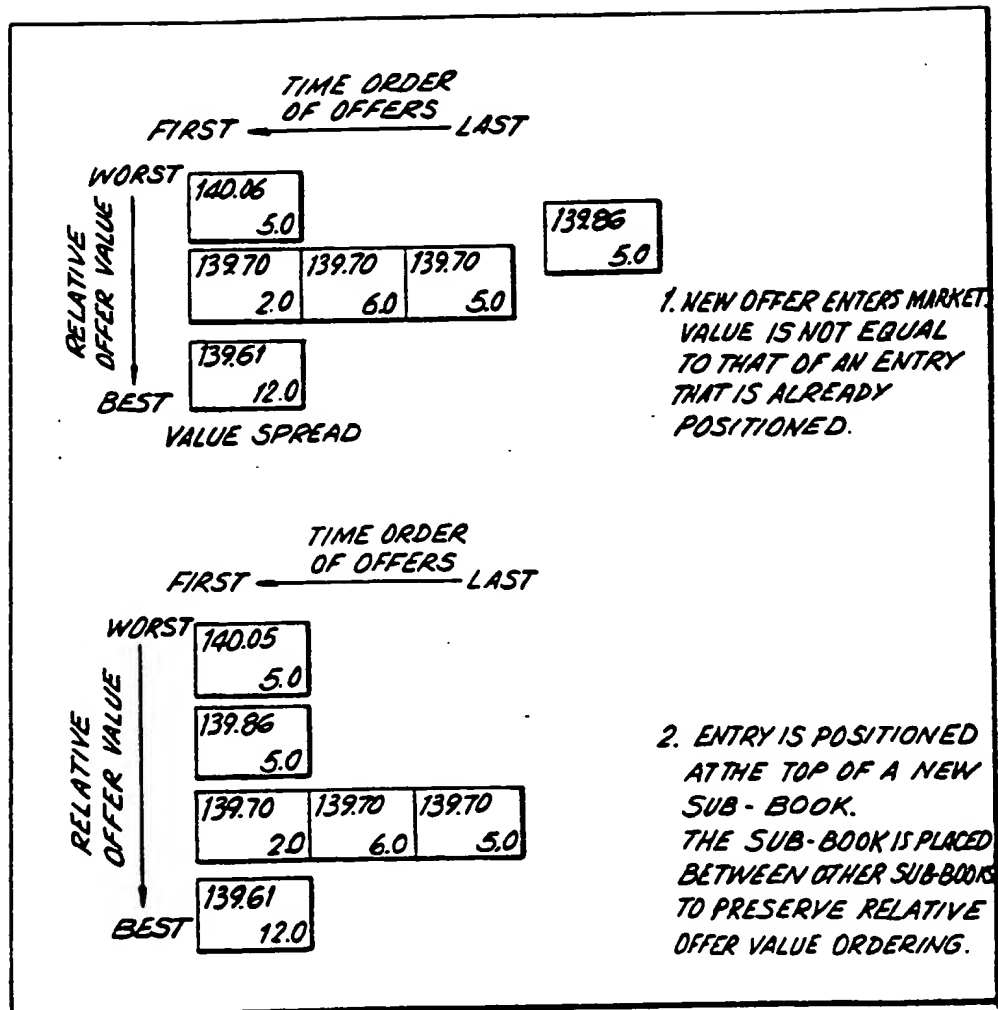 TIME ORDER
OF OFFERS
FIRST LAST
WORST
RELATIVE
OFFER VALUE
BEST
140.06
5.0
139.70 139.70 139.70
2.0 6.0 5.0
139.61
12.0
VALUE SPREAD
139.86
5.0
1. NEW OFFER ENTERS MARKET.
VALUE IS NOT EQUAL
TO THAT OF AN ENTRY
THAT IS ALREADY
POSITIONED.
TIME ORDER
OF OFFERS
FIRST LAST
WORST
RELATIVE
OFFER VALUE
BEST
140.05
5.0
139.86
5.0
139.70 139.70 139.70
2.0 6.0 5.0
139.61
12.0
2. ENTRY IS POSITIONED
AT THE TOP OF A NEW
SUB-BOOK.
THE SUB-BOOK IS PLACED
BETWEEN OTHER SUB-BOOKS
TO PRESERVE RELATIVE
OFFER VALUE ORDERING.